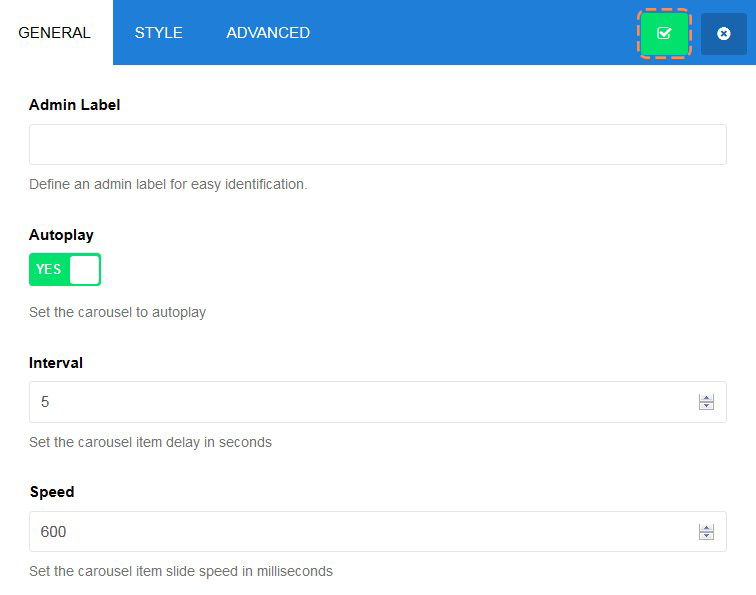 GENERAL STYLE ADVANCED
Admin Label
Define an admin label for easy identification.
Autoplay
YES
Set the carousel to autoplay
Interval
5
Set the carousel item delay in seconds
Speed
600
Set the carousel item slide speed in milliseconds